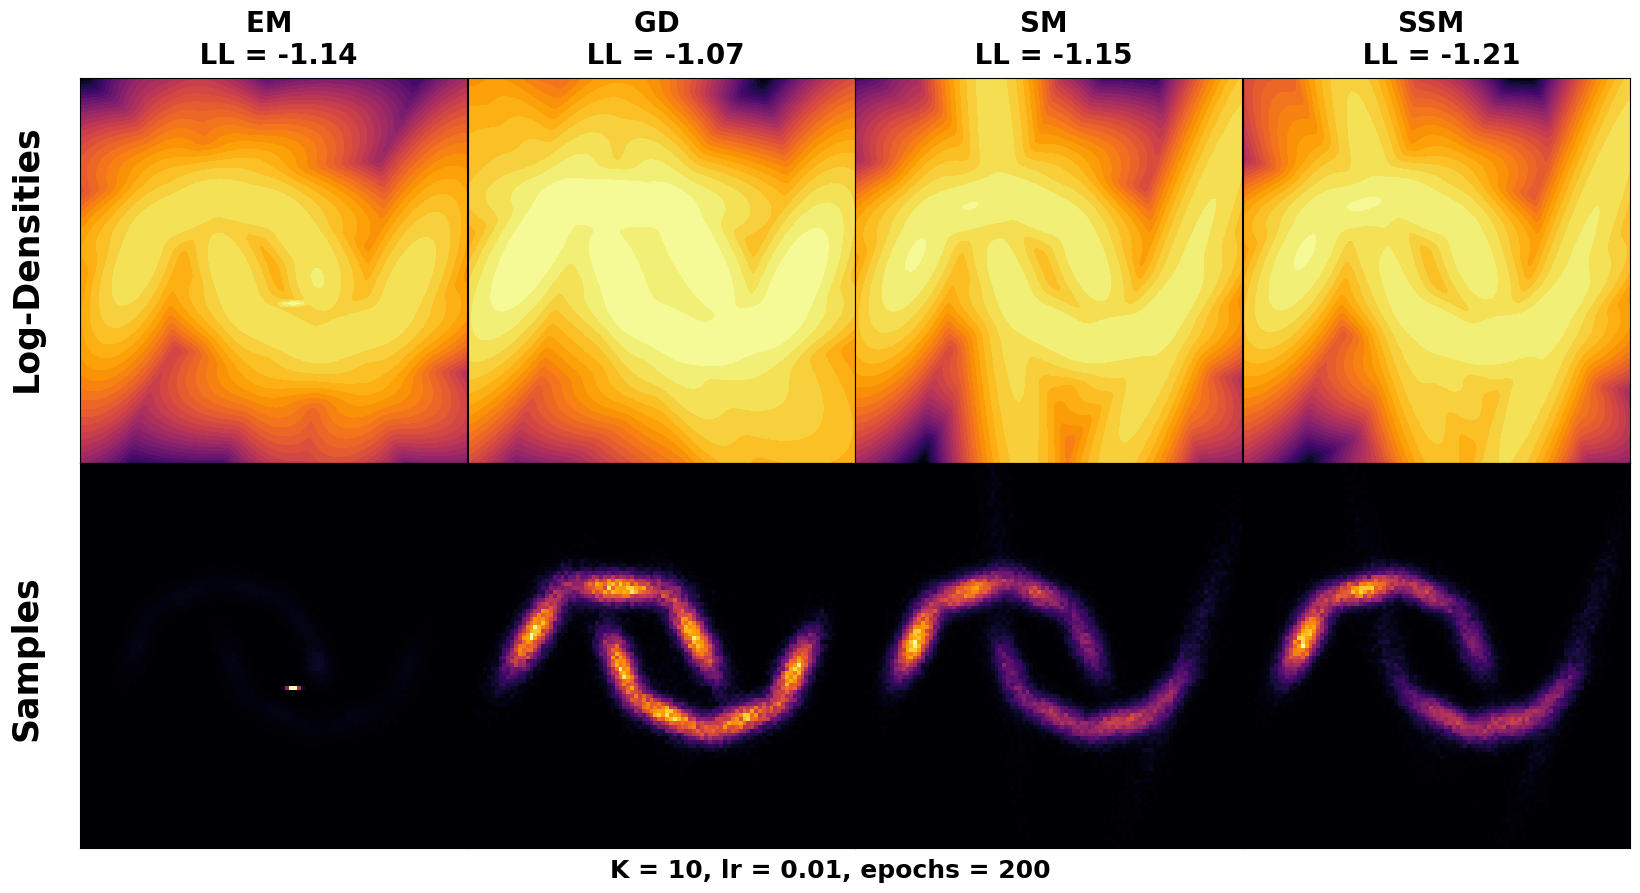 EM
LL = -1.14
GD
LL = -1.07
SM
LL = -1.15
SSM
LL = -1.21
Log-Densities
Samples
K = 10, lr = 0.01, epochs = 200